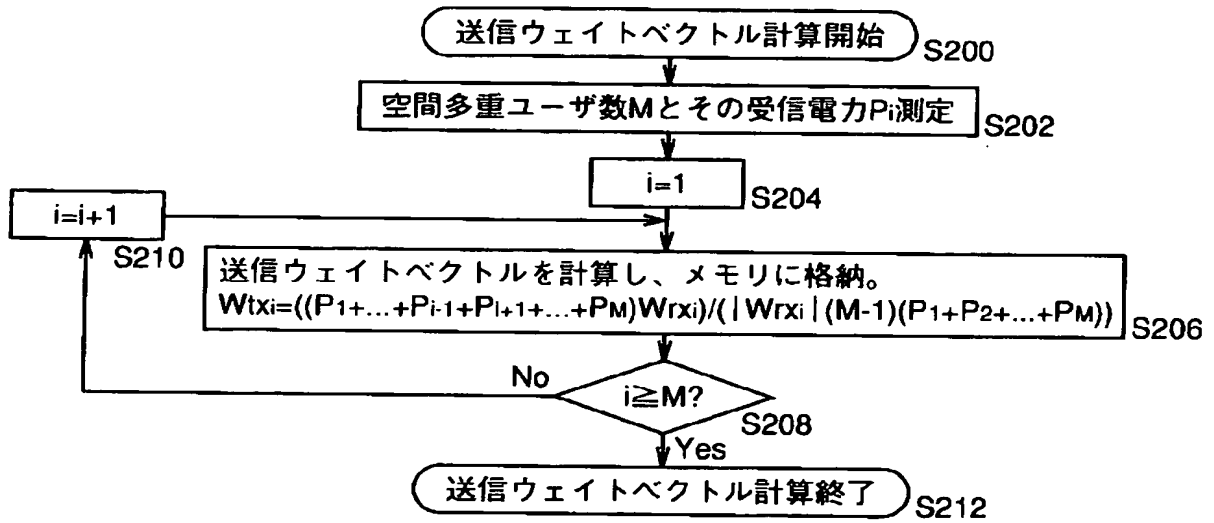 送信ウェイトベクトル計算開始
S200
空間多重ユーザ数Mとその受信電力Pi測定
S202
i=1
S204
i=i+1
S210
送信ウェイトベクトルを計算し、メモリに格納。
Wtxi=((P1+...+Pi-1+Pi+1+...+PM)Wrxi)/(|Wrxi|(M-1)(P1+P2+...+PM))
S206
No
i≧M?
S208
Yes
送信ウェイトベクトル計算終了
S212